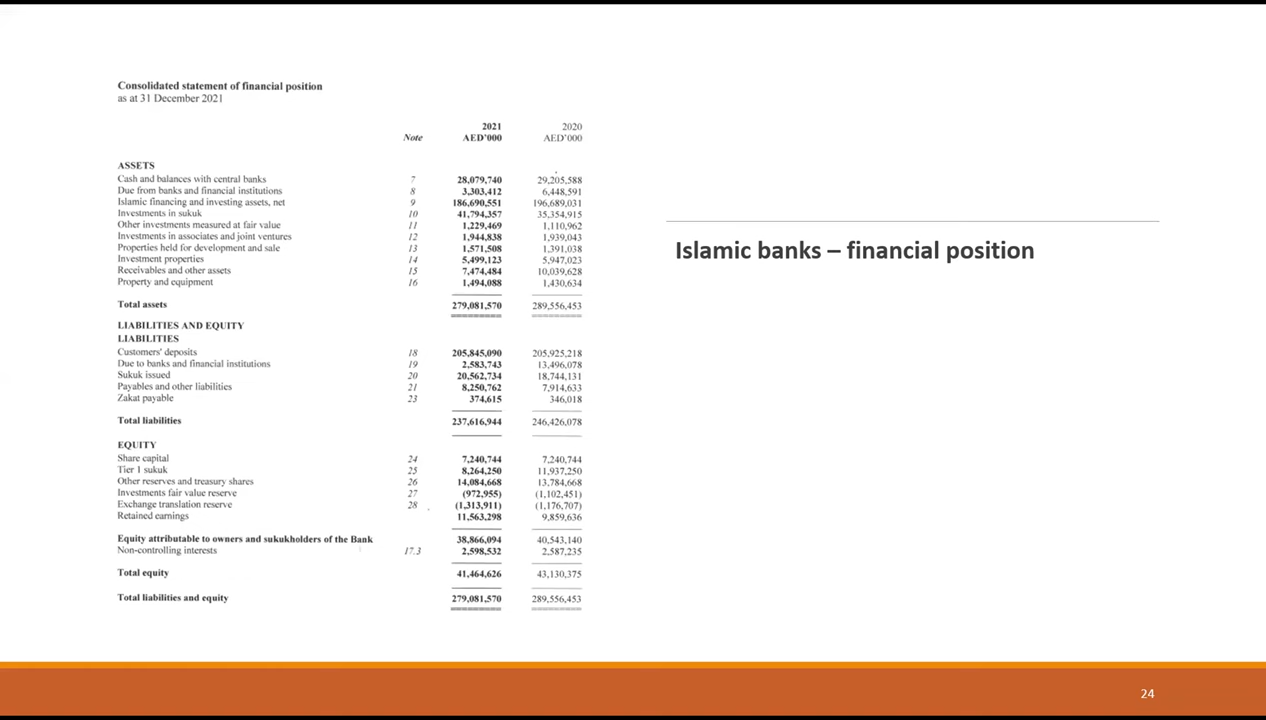 Consolidated statement of financial position
as at 31 December 2021
2021 2020
Note AED'000 AED'000
ASSETS
Cash and balances with central banks 7 28,079,740 29,205,588
Due from banks and financial institutions 8 3,303,412 6,448,591
Islamic financing and investing assets, net 9 186,690,551 196,689,031
Investments in sukuk 10 41,794,357 35,354,915
Other investments measured at fair value 11 1,229,469 1,110,962
Investments in associates and joint ventures 12 1,944,838 1,939,043
Properties held for development and sale 13 1,571,508 1,391,038
Investment properties 14 5,499,123 5,947,023
Receivables and other assets 15 7,474,484 10,039,628
Property and equipment 16 1,494,088 1,430,634
Total assets 279,081,570 289,556,453
LIABILITIES AND EQUITY
LIABILITIES
Customers' deposits 18 205,845,090 205,925,218
Due to banks and financial institutions 19 2,583,743 13,496,078
Sukuk issued 20 20,562,734 18,744,131
Payables and other liabilities 21 8,250,762 7,914,633
Zakat payable 23 374,615 346,018
Total liabilities 237,616,944 246,426,078
EQUITY
Share capital 24 7,240,744 7,240,744
Tier 1 sukuk 25 8,264,250 11,937,250
Other reserves and treasury shares 26 14,084,668 13,784,668
Investments fair value reserve 27 (972,955) (1,102,451)
Exchange translation reserve 28 (1,313,911) (1,176,707)
Retained earnings 11,563,298 9,859,636
Equity attributable to owners and sukukholders of the Bank 38,866,094 40,543,140
Non-controlling interests 17.3 2,598,532 2,587,235
Total equity 41,464,626 43,130,375
Total liabilities and equity 279,081,570 289,556,453
Islamic banks – financial position
24